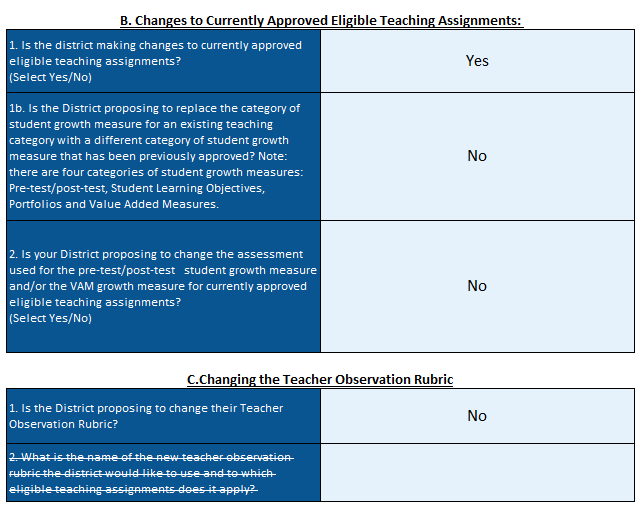 B. Changes to Currently Approved Eligible Teaching Assignments:
1. Is the district making changes to currently approved
eligible teaching assignments?
(Select Yes/No)
Yes
1b. Is the District proposing to replace the category of
student growth measure for an existing teaching
category with a different category of student growth
measure that has been previously approved? Note:
there are four categories of student growth measures:
Pre-test/post-test, Student Learning Objectives,
Portfolios and Value Added Measures.
No
2. Is your District proposing to change the assessment
used for the pre-test/post-test student growth measure
and/or the VAM growth measure for currently approved
eligible teaching assignments?
(Select Yes/No)
No
C.Changing the Teacher Observation Rubric
1. Is the District proposing to change their Teacher
Observation Rubric?
No
2. What is the name of the new teacher observation
rubric the district would like to use and to which
eligible teaching assignments does it apply?